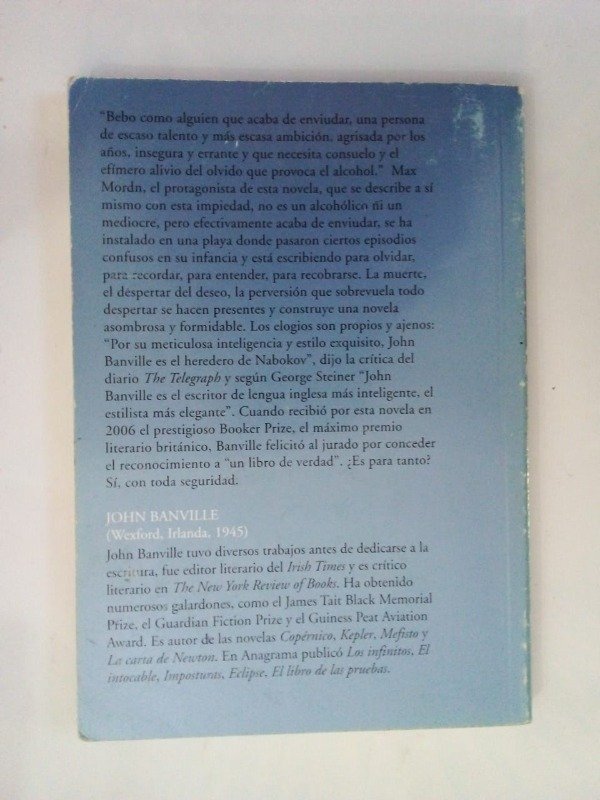 “Bebo como alguien que acaba de enviudar, una persona
de escaso talento y más escasa ambición, agrisada por los
años, insegura y errante y que necesita consuelo y el
efímero alivio del olvido que provoca el alcohol.” Max
Mordn, el protagonista de esta novela, que se describe a sí
mismo con esta impiedad, no es un alcohólico ni un
mediocre, pero efectivamente acaba de enviudar, se ha
instalado en una playa donde pasaron ciertos episodios
confusos en su infancia y está escribiendo para olvidar,
para recordar, para entender, para recobrarse. La muerte,
el despertar del deseo, la perversión que sobrevuela todo
despertar se hacen presentes y construye una novela
asombrosa y formidable. Los elogios son propios y ajenos:
“Por su meticulosa inteligencia y estilo exquisito, John
Banville es el heredero de Nabokov”, dijo la crítica del
diario The Telegraph y según George Steiner “John
Banville es el escritor de lengua inglesa más inteligente, el
estilista más elegante”. Cuando recibió por esta novela en
2006 el prestigioso Booker Prize, el máximo premio
literario británico, Banville felicitó al jurado por conceder
el reconocimiento a “un libro de verdad”. ¿Es para tanto?
Sí, con toda seguridad.
JOHN BANVILLE
(Wexford, Irlanda, 1945)
John Banville tuvo diversos trabajos antes de dedicarse a la
escritura, fue editor literario del Irish Times y es crítico
literario en The New York Review of Books. Ha obtenido
numerosos galardones, como el James Tait Black Memorial
Prize, el Guardian Fiction Prize y el Guiness Peat Aviation
Award. Es autor de las novelas Copérnico, Kepler, Mefisto y
La carta de Newton. En Anagrama publicó Los infinitos, El
intocable, Imposturas, Eclipse, El libro de las pruebas.